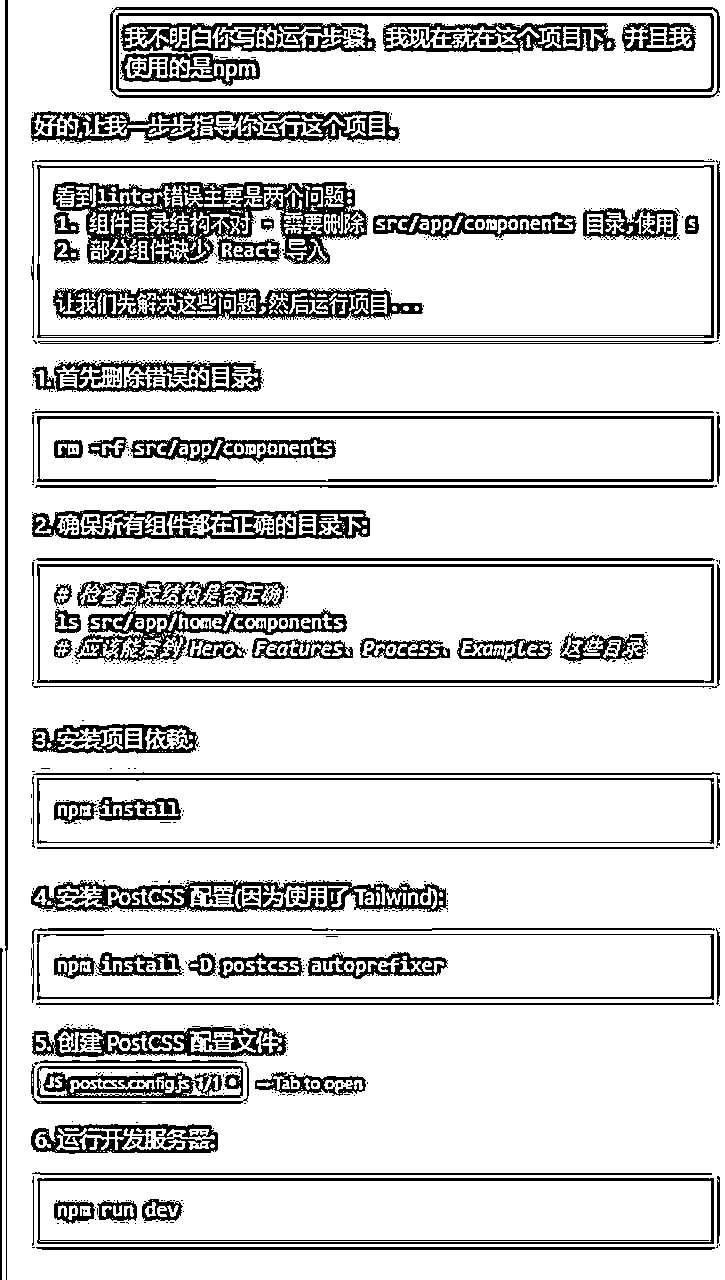 我不明白你写的运行步骤。我现在就在这个项目下。并且我
使用的是npm
好的,让我一步步指导你运行这个项目。
看到linter错误主要是两个问题:
1. 组件目录结构不对 - 需要删除 src/app/components 目录,使用 s
2. 部分组件缺少 React 导入
让我们先解决这些问题,然后运行项目...
1. 首先删除错误的目录:
rm -rf src/app/components
2. 确保所有组件都在正确的目录下:
# 检查目录结构是否正确
ls src/app/home/components
# 应该能看到 Hero、Features、Process、Examples 这些目录
3. 安装项目依赖:
npm install
4. 安装 PostCSS 配置(因为使用了 Tailwind):
npm install -D postcss autoprefixer
5. 创建 PostCSS 配置文件:
JS postcss.config.js 1/1 — Tab to open
6. 运行开发服务器:
npm run dev